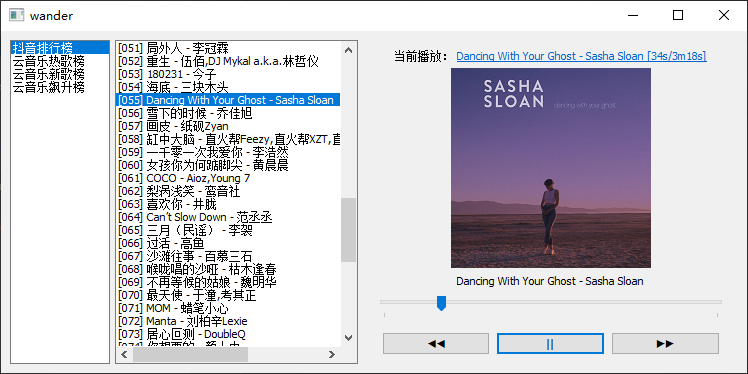 wander
抖音排行榜
云音乐热歌榜
云音乐新歌榜
云音乐飙升榜
[051] 局外人 - 李冠霖
[052] 重生 - 伍佰,DJ Mykal a.k.a.林哲仪
[053] 180231 - 今子
[054] 海底 - 三块木头
[055] Dancing With Your Ghost - Sasha Sloan
[056] 雪下的时候 - 乔佳旭
[057] 画皮 - 纸砚Zyan
[058] 缸中大脑 - 直火帮Feezy,直火帮XZT,直
[059] 一千零一次我爱你 - 李浩然
[060] 女孩你为何踮脚尖 - 黄晨晨
[061] COCO - Aioz,Young 7
[062] 梨窝浅笑 - 鸾音社
[063] 喜欢你 - 井胧
[064] Can't Slow Down - 范丞丞
[065] 三月（民谣）- 李袈
[066] 过活 - 高鱼
[067] 沙滩往事 - 百慕三石
[068] 喉咙唱的沙哑 - 枯木逢春
[069] 不再等候的姑娘 - 魏明华
[070] 最天使 - 于潼,考其正
[071] MOM - 蜡笔小心
[072] Manta - 刘柏辛Lexie
[073] 居心叵测 - DoubleQ
当前播放：
Dancing With Your Ghost - Sasha Sloan [34s/3m18s]
SASHA
SLOAN
dancing with your ghost
Dancing With Your Ghost - Sasha Sloan